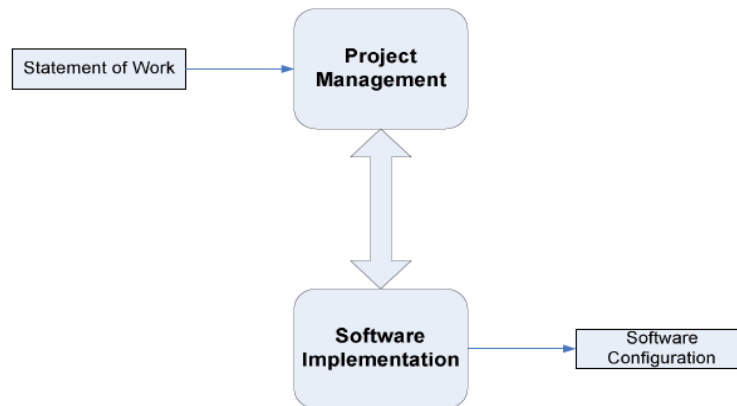 Statement of Work
Project
Management
Software
Implementation
Software
Configuration